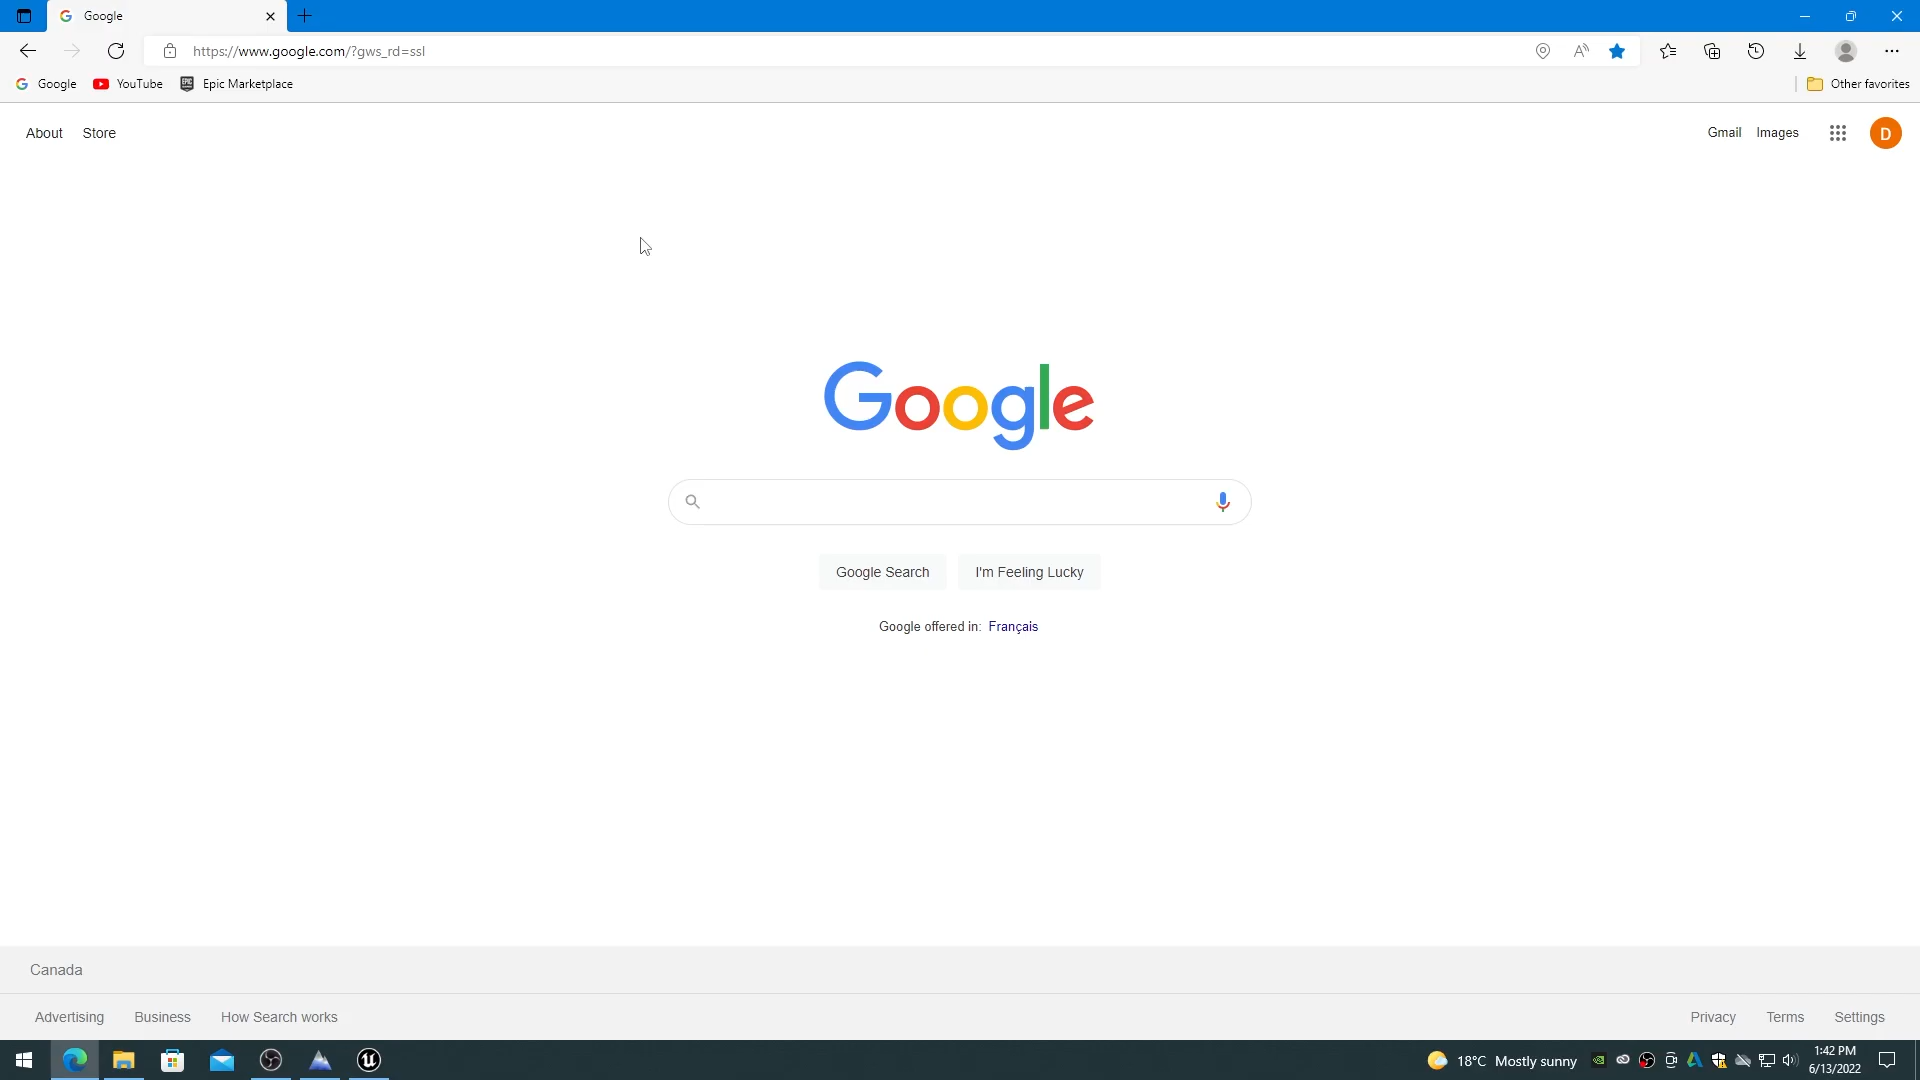 Google
https://www.google.com/?gws_rd=ssl
Google YouTube Epic Marketplace Other favorites
About Store Gmail Images D
Google
Google Search I'm Feeling Lucky
Google offered in: Français
Canada
Advertising Business How Search works Privacy Terms Settings
18°C Mostly sunny 1:42 PM
6/13/2022